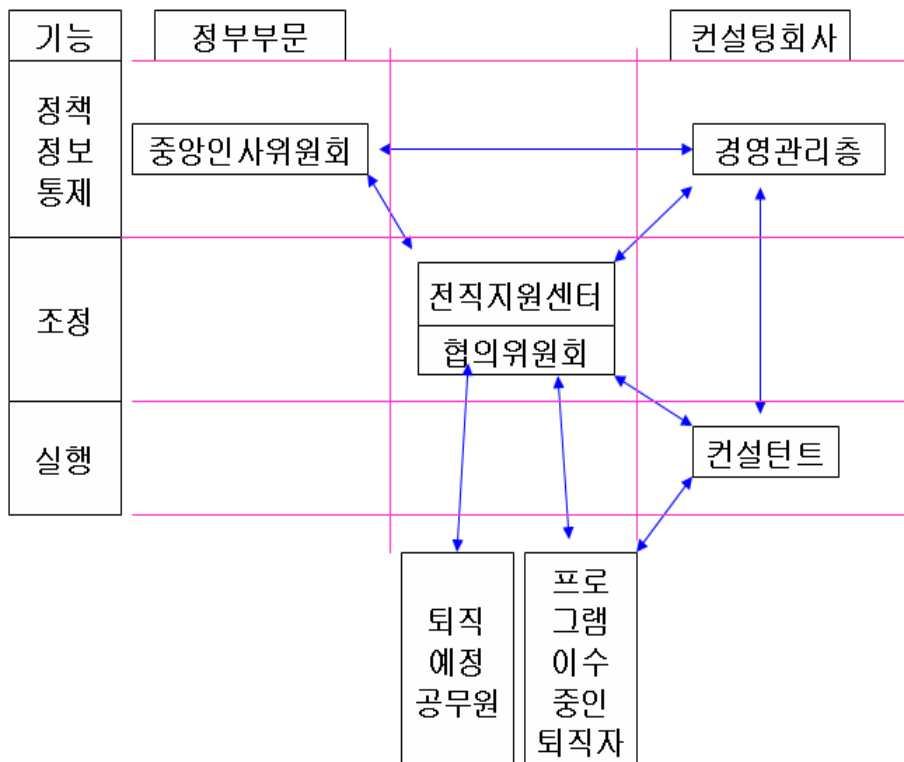 기능
정부부문
컨설팅회사
정책
정보
통제
중앙인사위원회
경영관리층
조정
전직지원센터
협의위원회
실행
컨설턴트
퇴직
예정
공무원
프로
그램
이수
중인
퇴직자